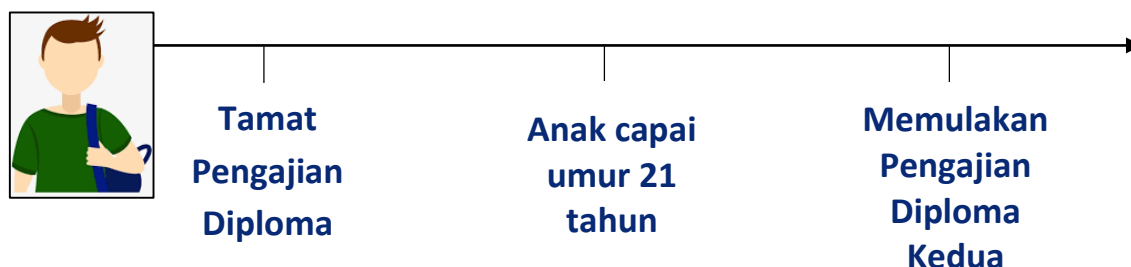 Tamat
Pengajian
Diploma
Anak capai
umur 21
tahun
Memulakan
Pengajian
Diploma
Kedua